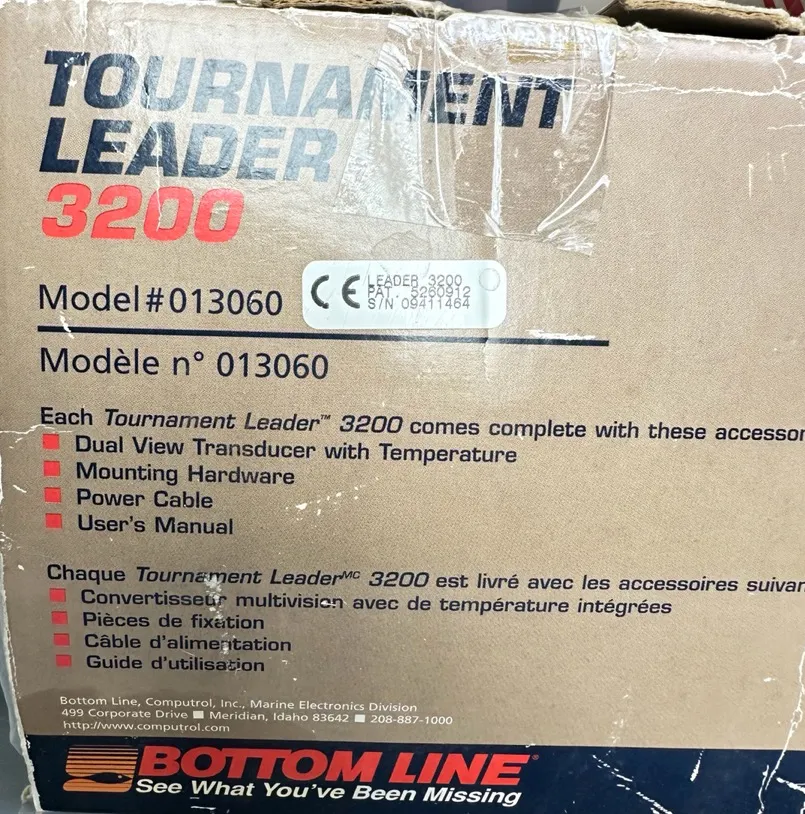 TOURNAMENT
LEADER
3200
Model # 013060
CE
LEADER 3200
PAT. 5260912
S/N 09411464
Modèle n° 013060
Each Tournament Leader™ 3200 comes complete with these accessor
Dual View Transducer with Temperature
Mounting Hardware
Power Cable
User's Manual
Chaque Tournament Leader MC 3200 est livré avec les accessoires suivan
Convertisseur multivision avec de température intégrées
Pièces de fixation
Câble d'alimentation
Guide d'utilisation
Bottom Line, Computrol, Inc., Marine Electronics Division
499 Corporate Drive ■ Meridian, Idaho 83642 ■ 208-887-1000
http://www.computrol.com
BOTTOM LINE®
See What You've Been Missing